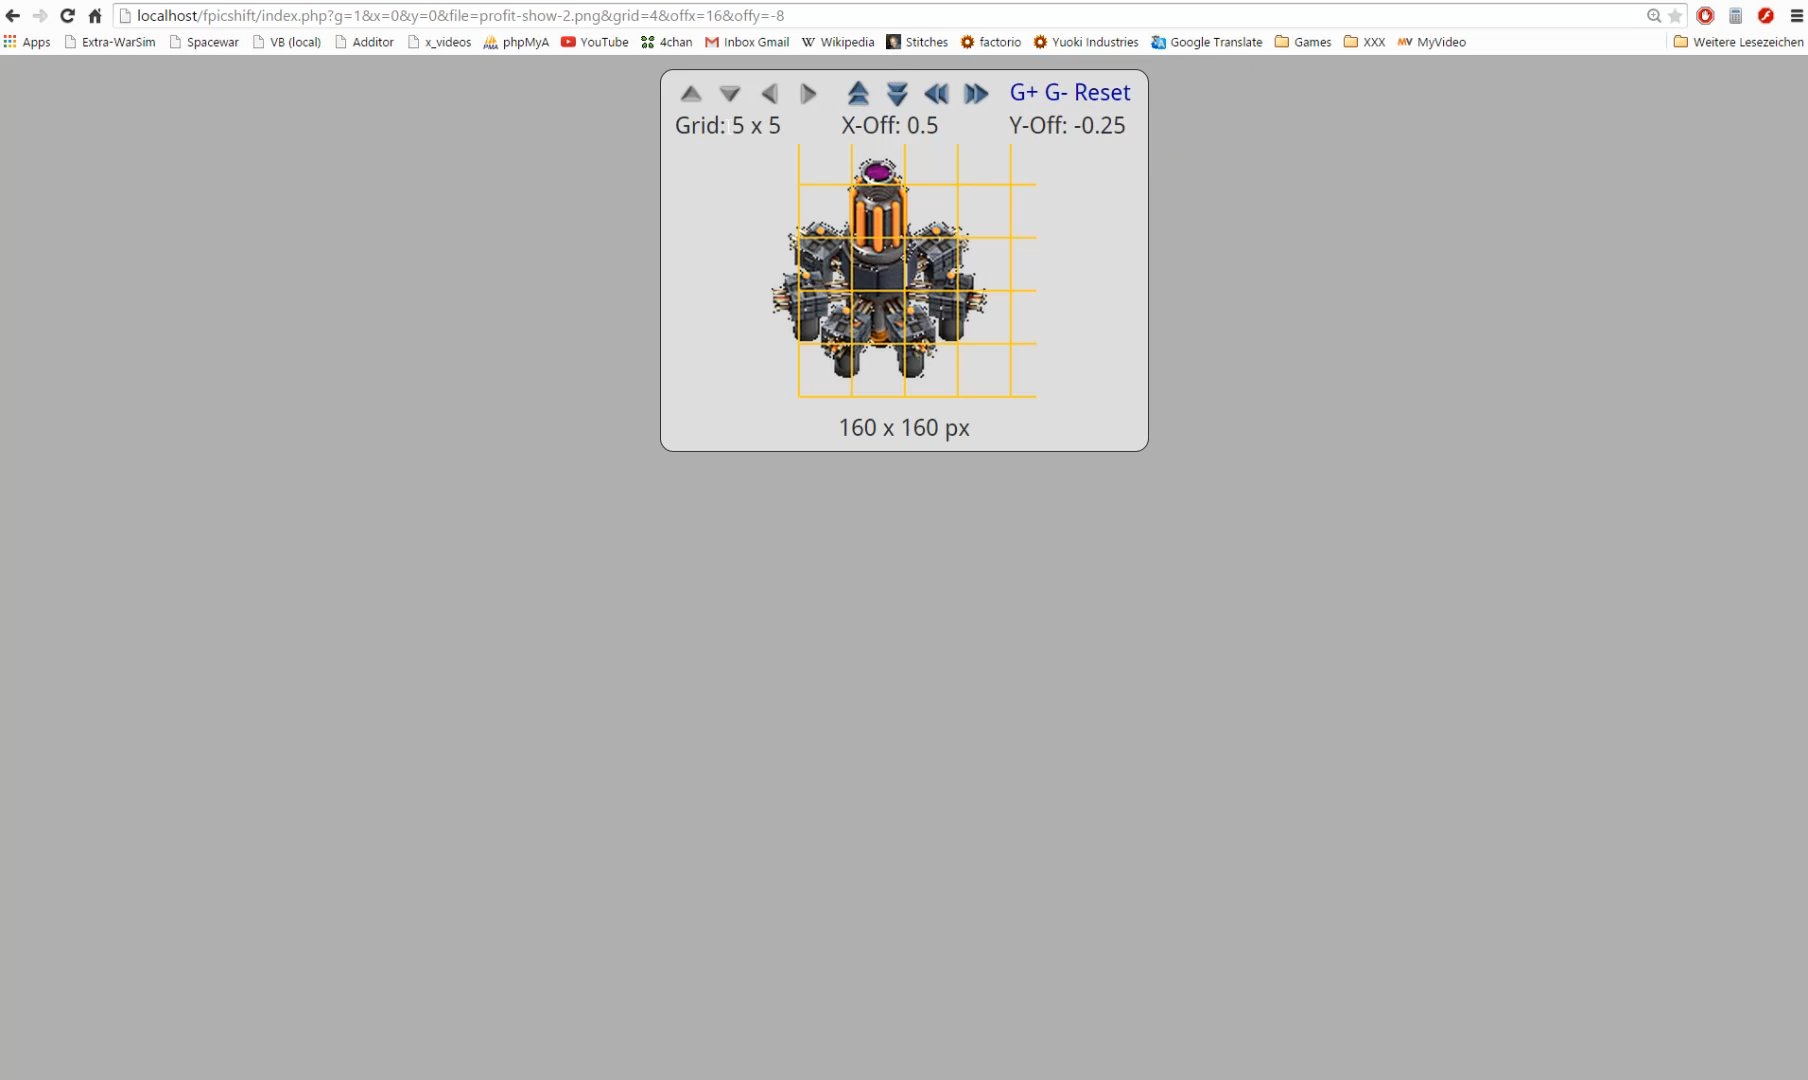 localhost/fpicshift/index.php?g=1&x=0&y=0&file=profit-show-2.png&grid=4&offx=16&offy=-8
Apps Extra-WarSim Spacewar VB (local) Additor x_videos phpMyA YouTube 4chan Inbox Gmail Wikipedia Stitches factorio Yuoki Industries Google Translate Games XXX MyVideo Weitere Lesezeichen
G+ G- Reset
Grid: 5 x 5 X-Off: 0.5 Y-Off: -0.25
160 x 160 px